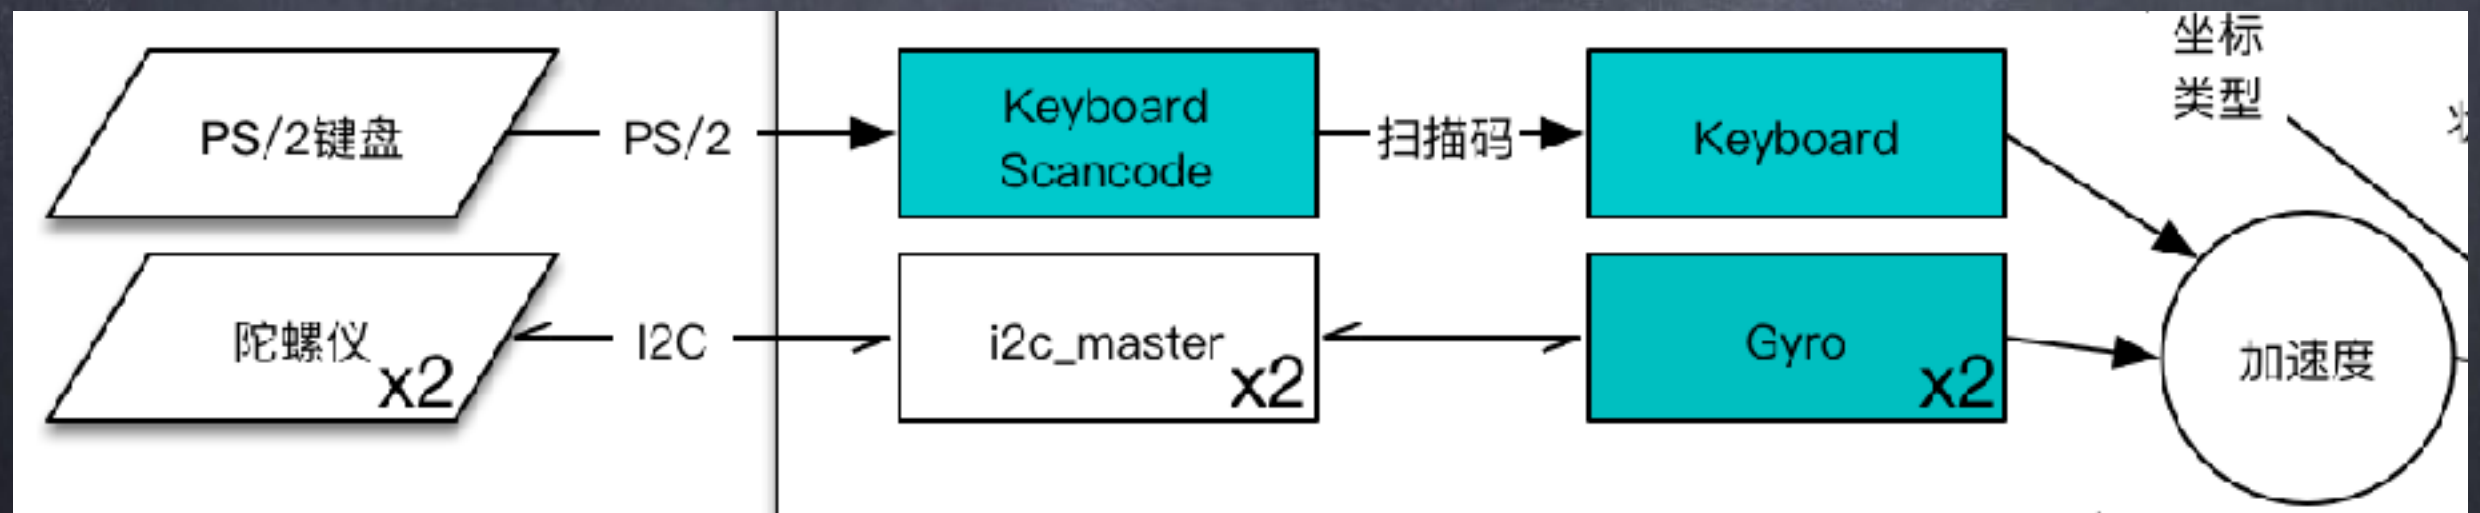 坐标
类型
PS/2键盘
PS/2
Keyboard
Scancode
扫描码
Keyboard
陀螺仪
x2
I2C
i2c_master
x2
Gyro
x2
加速度